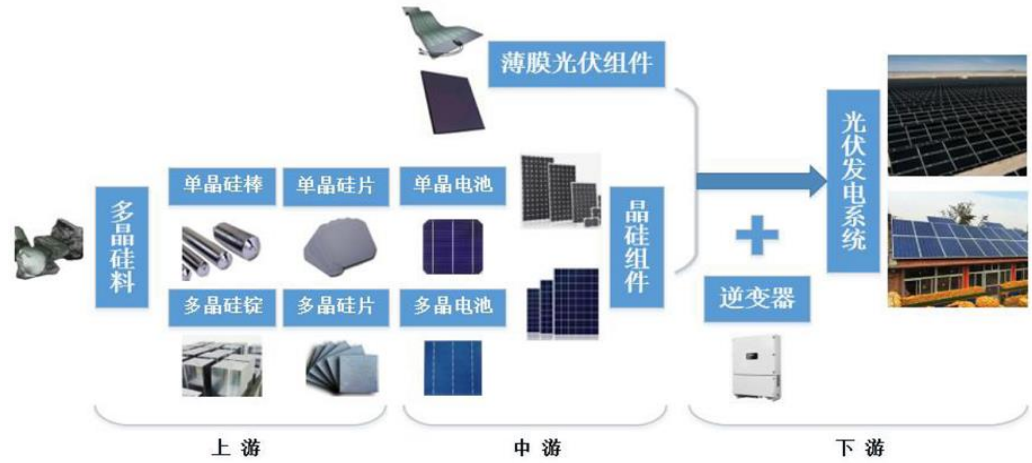 薄膜光伏组件
多晶硅料
单晶硅棒
单晶硅片
单晶电池
多晶硅锭
多晶硅片
多晶电池
晶硅组件
逆变器
光伏发电系统
上游
中游
下游